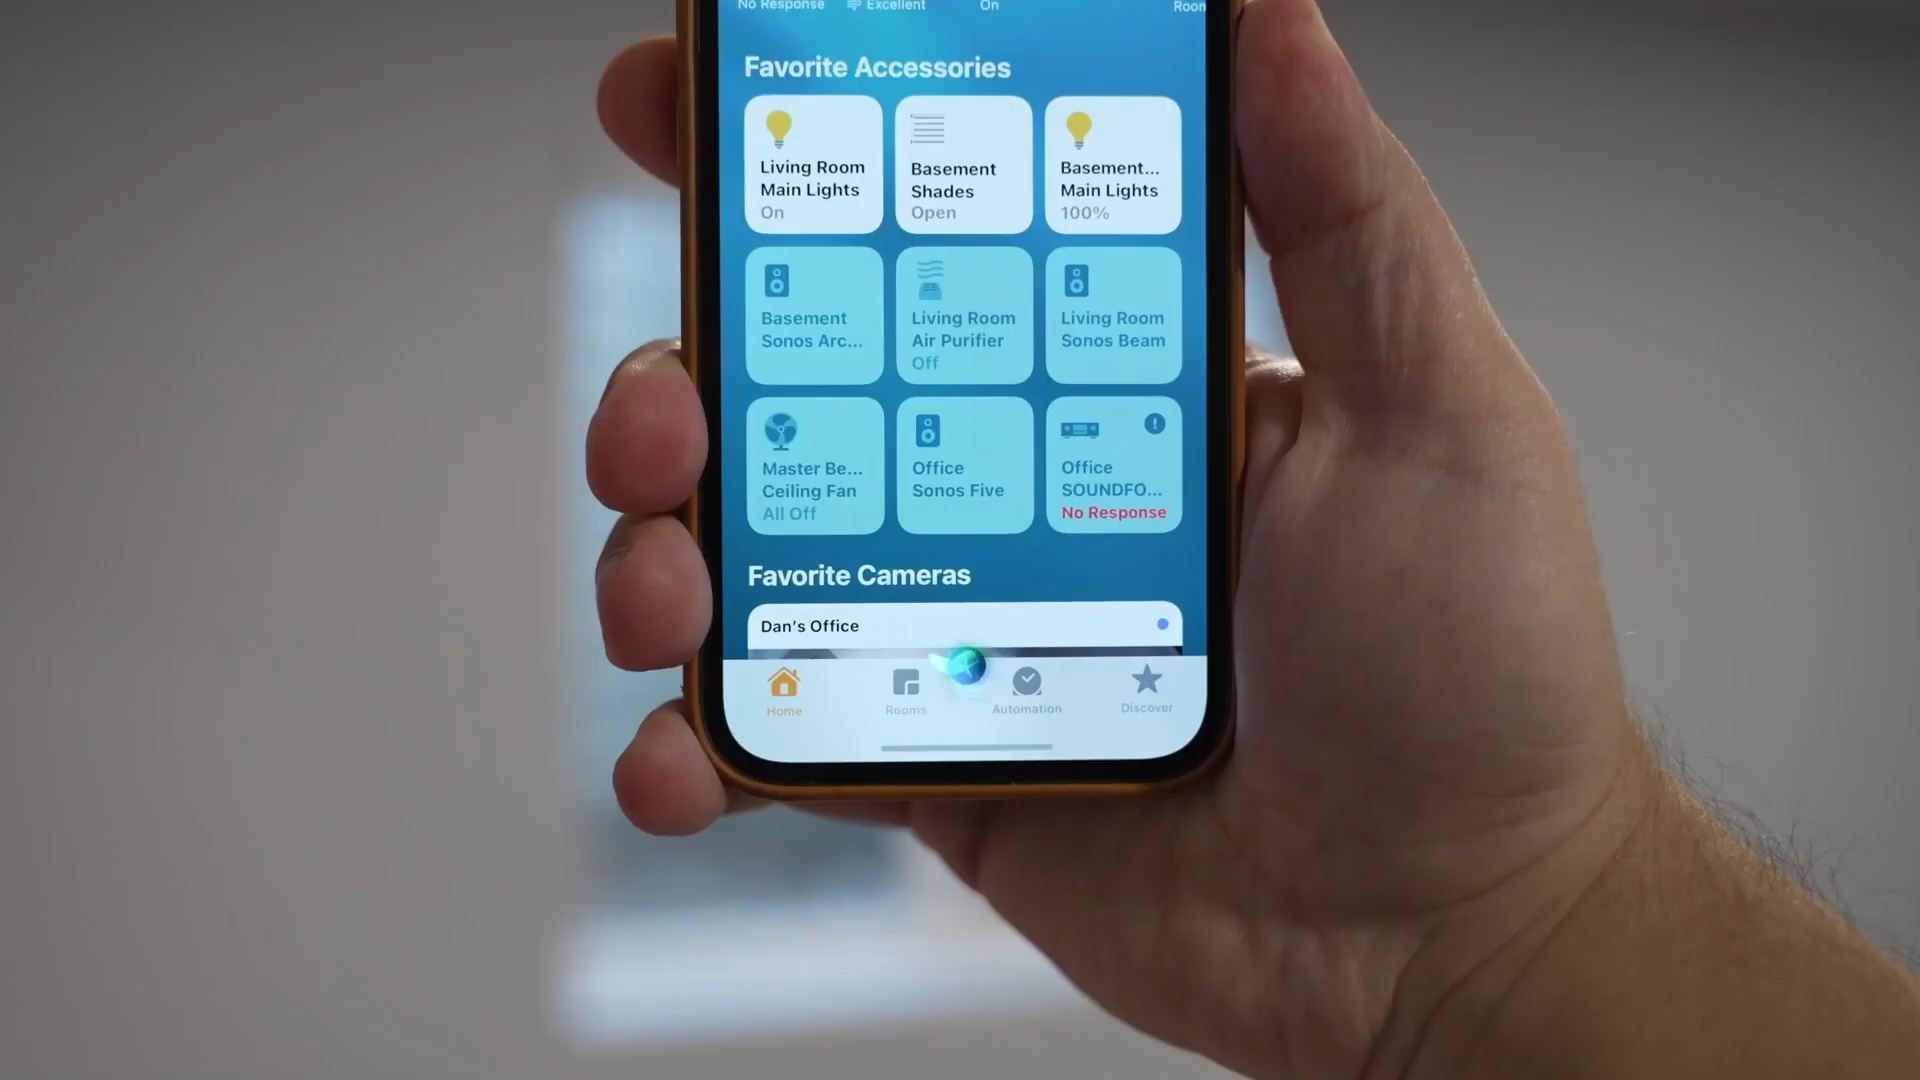 No Response
Excellent
On
Favorite Accessories
Living Room
Main Lights
On
Basement
Shades
Open
Basement...
Main Lights
100%
Basement
Sonos Arc...
Living Room
Air Purifier
Off
Living Room
Sonos Beam
Master Be...
Ceiling Fan
All Off
Office
Sonos Five
Office
SOUNDFO...
No Response
Favorite Cameras
Dan's Office
Home
Rooms
Automation
Discover